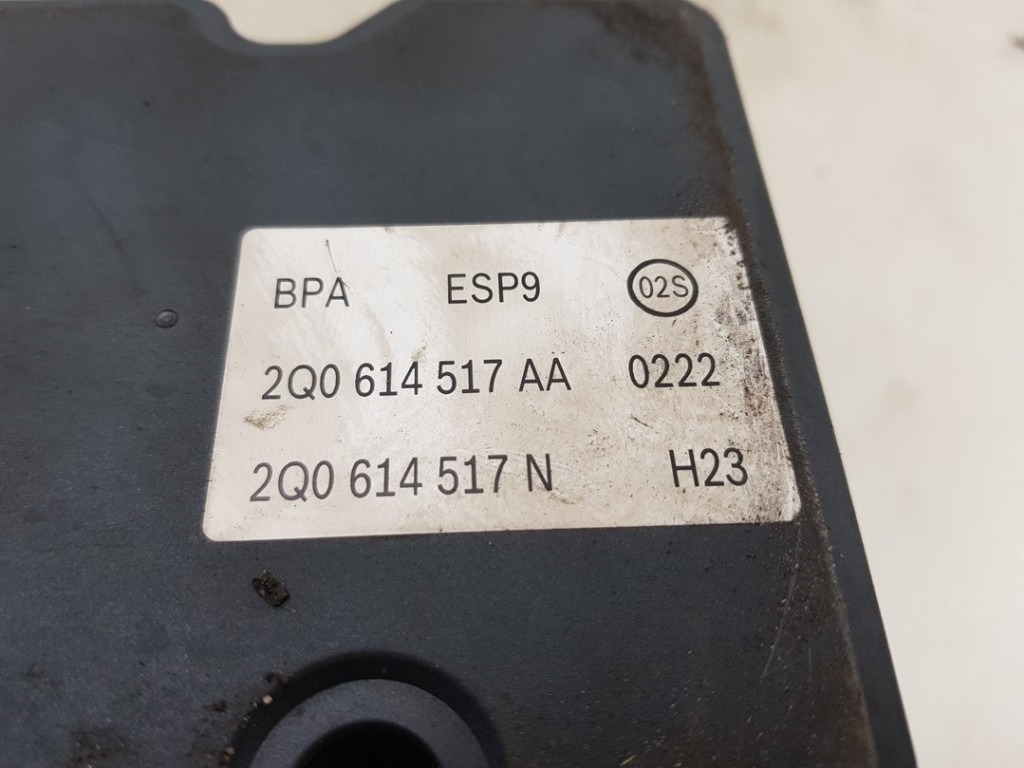 BPA ESP9 02S
2Q0 614 517 AA 0222
2Q0 614 517 N H23